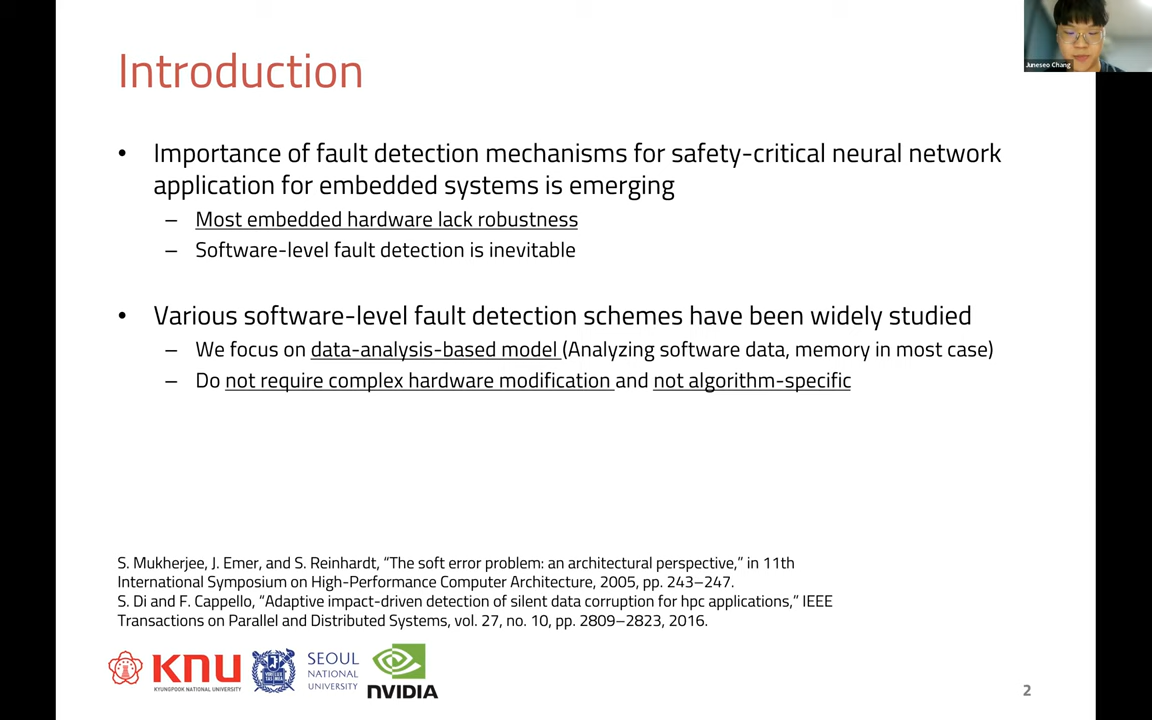 Introduction
Juneseo Chang
• Importance of fault detection mechanisms for safety-critical neural network
application for embedded systems is emerging
– Most embedded hardware lack robustness
– Software-level fault detection is inevitable
• Various software-level fault detection schemes have been widely studied
– We focus on data-analysis-based model (Analyzing software data, memory in most case)
– Do not require complex hardware modification and not algorithm-specific
S. Mukherjee, J. Emer, and S. Reinhardt, “The soft error problem: an architectural perspective,” in 11th
International Symposium on High-Performance Computer Architecture, 2005, pp. 243–247.
S. Di and F. Cappello, “Adaptive impact-driven detection of silent data corruption for hpc applications,” IEEE
Transactions on Parallel and Distributed Systems, vol. 27, no. 10, pp. 2809–2823, 2016.
KNU
KYUNGPOOK NATIONAL UNIVERSITY
SEOUL
NATIONAL
UNIVERSITY
NVIDIA
2